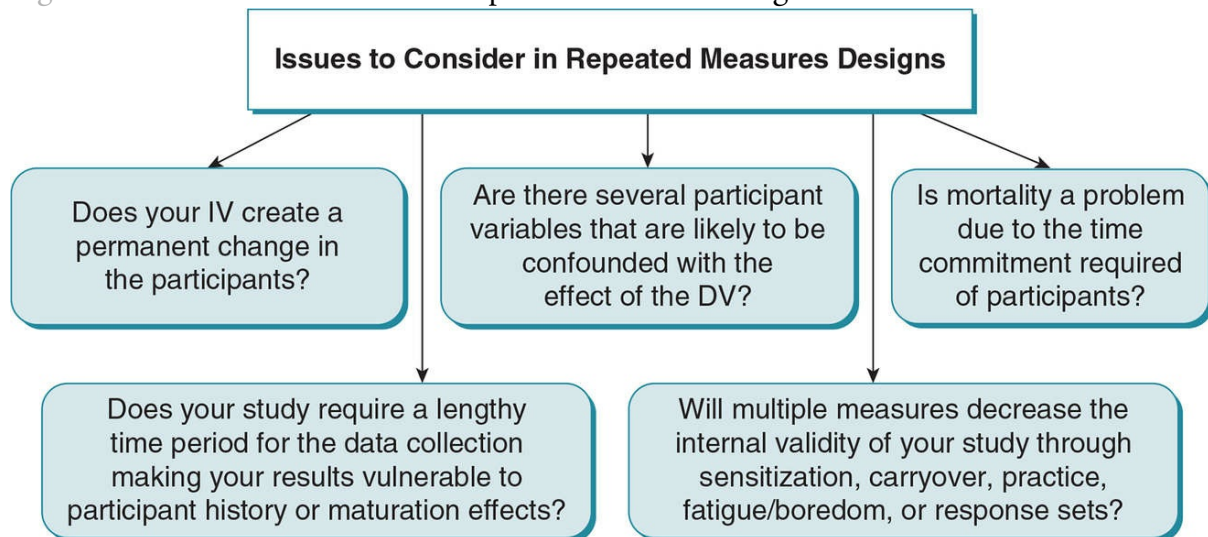 Issues to Consider in Repeated Measures Designs
Does your IV create a
permanent change in
the participants?
Are there several participant
variables that are likely to be
confounded with the
effect of the DV?
Is mortality a problem
due to the time
commitment required
of participants?
Does your study require a lengthy
time period for the data collection
making your results vulnerable to
participant history or maturation effects?
Will multiple measures decrease the
internal validity of your study through
sensitization, carryover, practice,
fatigue/boredom, or response sets?